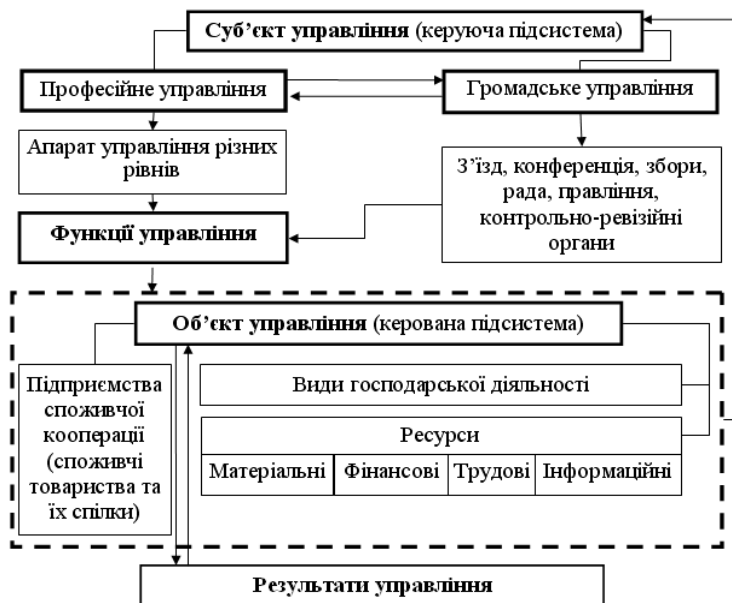 Суб’єкт управління (керуюча підсистема)
Професійне управління
Громадське управління
Апарат управління різних
рівнів
З’їзд, конференція, збори,
рада, правління,
контрольно-ревізійні
органи
Функції управління
Об’єкт управління (керована підсистема)
Підприємства
споживчої
кооперації
(споживчі
товариства та
їх спілки)
Види господарської діяльності
Ресурси
Матеріальні
Фінансові
Трудові
Інформаційні
Результати управління